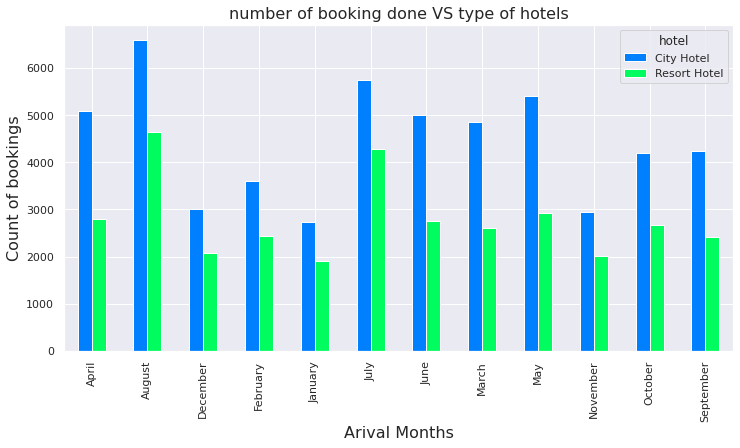 number of booking done VS type of hotels
hotel
City Hotel
Resort Hotel
Count of bookings
6000
5000
4000
3000
2000
1000
0
April
August
December
February
January
July
June
March
May
November
October
September
Arival Months